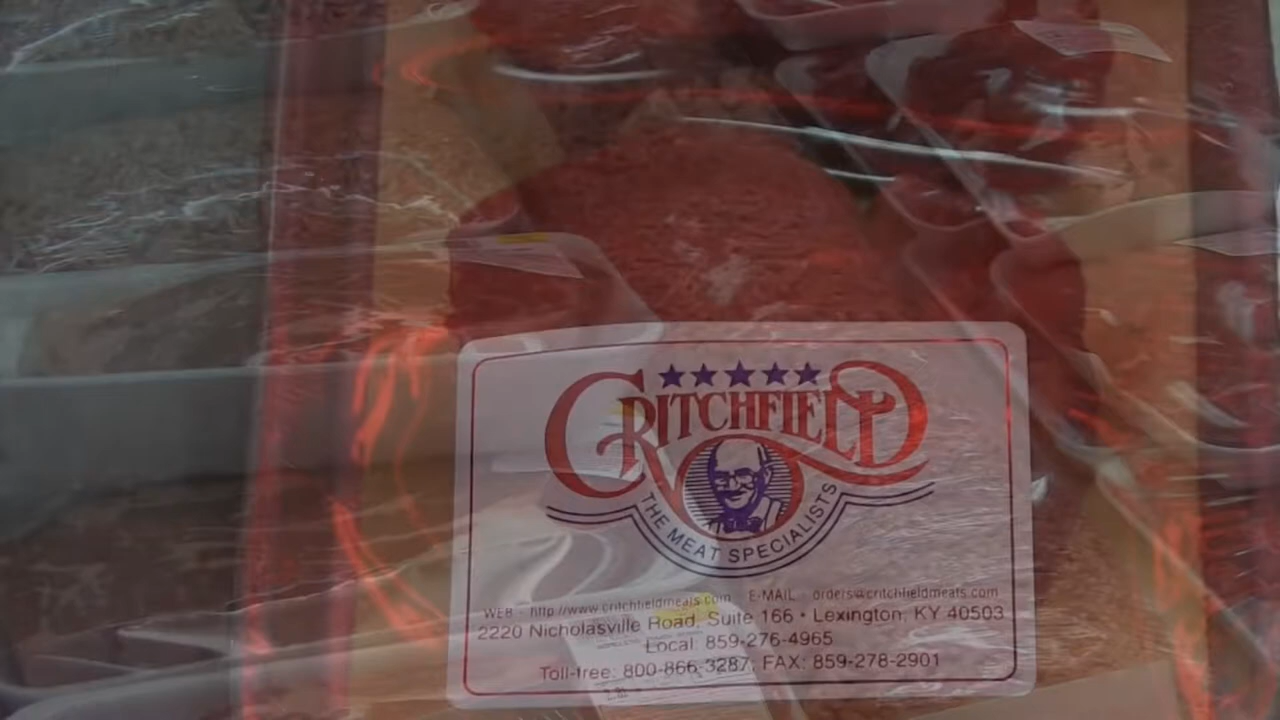 CRITCHFIELD
THE MEAT SPECIALISTS
WEB - http://www.critchfieldmeats.com E-MAIL - orders@critchfieldmeats.com
2220 Nicholasville Road, Suite 166 • Lexington, KY 40503
Local: 859-276-4965
Toll-free: 800-866-3287; FAX: 859-278-2901